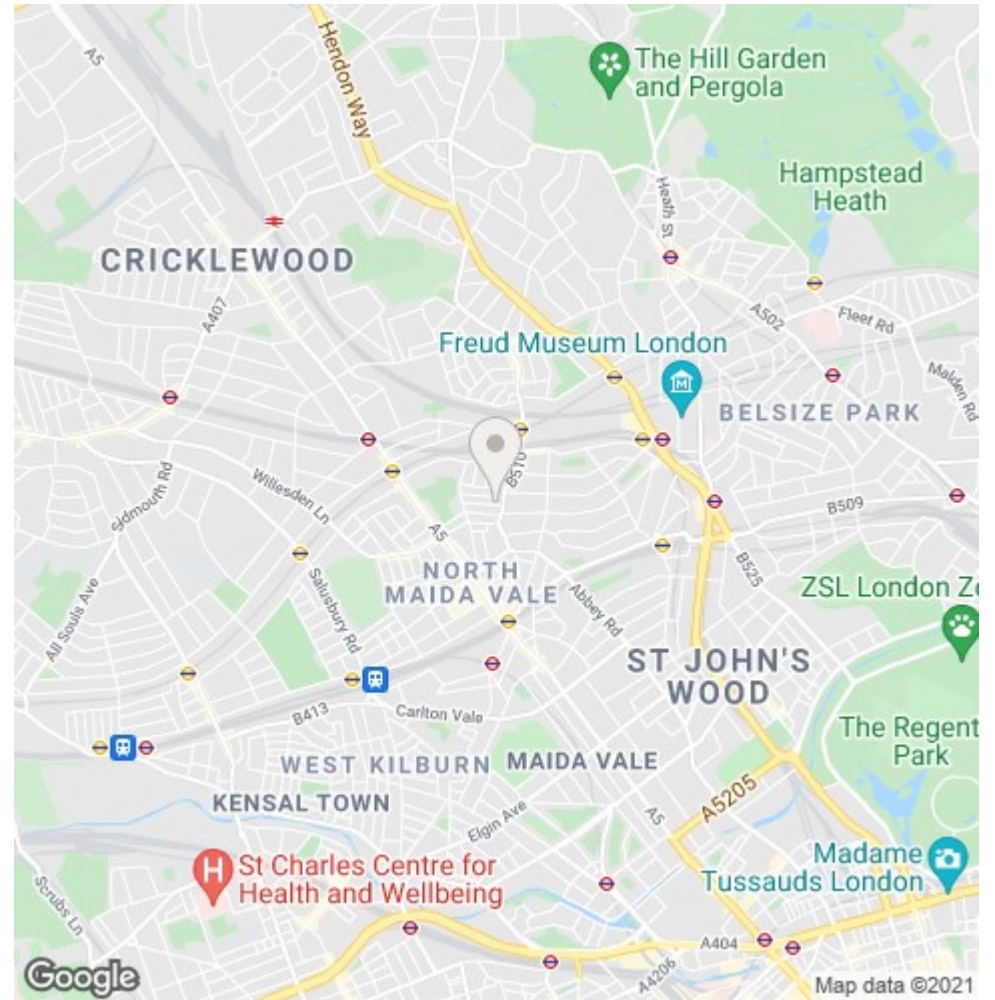 A5
Hendon Way
The Hill Garden
and Pergola
Hampstead
Heath
Heath St
CRICKLEWOOD
A407
A502
Fleet Rd
Freud Museum London
M
Malden Rd
BELSIZE PARK
B510
Sidmouth Rd
Willesden Ln
B509
A5
B525
NORTH
MAIDA VALE
Salusbury Rd
Abbey Rd
ZSL London Zo
All Souls Ave
ST JOHN'S
WOOD
B413
Carlton Vale
The Regent
Park
WEST KILBURN
MAIDA VALE
KENSAL TOWN
A5205
Elgin Ave
A5
H
St Charles Centre for
Health and Wellbeing
Madame
Tussauds London
Scrubs Ln
A404
A4206
Google
Map data ©2021